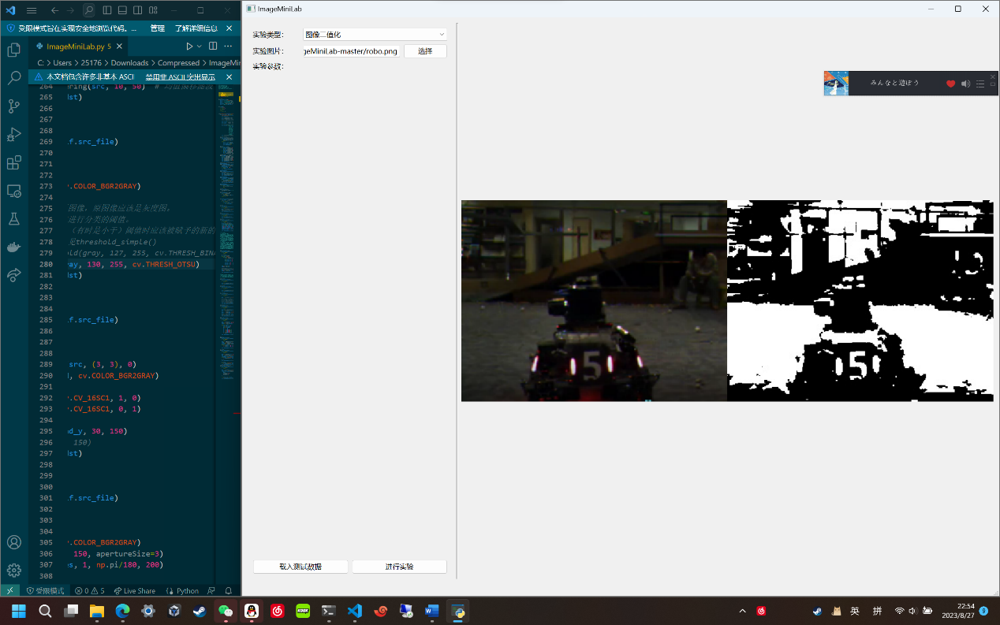 ImageMiniLab
受限模式旨在实现安全地浏览代码。... 管理 了解详细信息
ImageMiniLab.py 5
C: > Users > 25176 > Downloads > Compressed > ImageMin
本文档包含许多非基本 ASCII 禁用非 ASCII 突出显示
264 ring(src, 10, 50) #
265 lst)
266
267
268
269 lf.src_file)
270
271
272
273 .COLOR_BGR2GRAY)
274
275 图像，原图像应该是灰度图。
276 进行分类的阈值。
277 （有时是小于）阈值时应该被赋予的新的
278 见threshold_simple()
279 old(gray, 127, 255, cv.THRESH_BINA
280 ay, 130, 255, cv.THRESH_OTSU)
281 lst)
282
283
284
285 lf.src_file)
286
287
288
289 src, (3, 3), 0)
290 , cv.COLOR_BGR2GRAY)
291
292 .CV_16SC1, 1, 0)
293 .CV_16SC1, 0, 1)
294
295 ad_y, 30, 150)
296 150)
297 lst)
298
299
300
301 lf.src_file)
302
303
304
305 .COLOR_BGR2GRAY)
306 150, apertureSize=3)
307 s, 1, np.pi/180, 200)
308
受限模式 0 5 Live Share Python
实验类型： 图像二值化
实验图片： geMiniLab-master/robo.png 选择
实验参数：
载入测试数据 进行实验
みんなと遊ぼう
5
5
KOOK
英 拼
22:54
2023/8/27